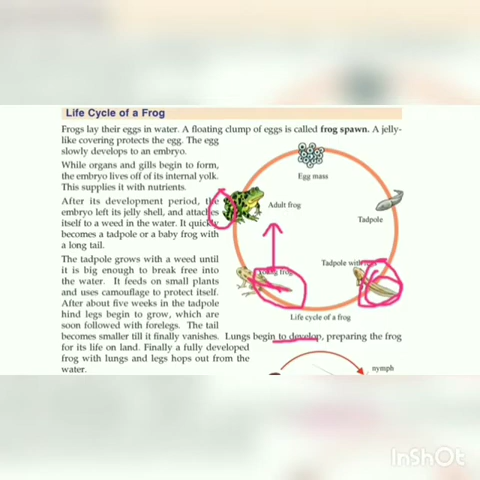 Life Cycle of a Frog
Frogs lay their eggs in water. A floating clump of eggs is called frog spawn. A jelly-
like covering protects the egg. The egg
slowly develops to an embryo.
While organs and gills begin to form,
the embryo lives off of its internal yolk.
This supplies it with nutrients.
After its development period, the
embryo left its jelly shell, and attaches
itself to a weed in the water. It quickly
becomes a tadpole or a baby frog with
a long tail.
The tadpole grows with a weed until
it is big enough to break free into
the water. It feeds on small plants
and uses camouflage to protect itself.
After about five weeks in the tadpole
hind legs begin to grow, which are
soon followed with forelegs. The tail
becomes smaller till it finally vanishes. Lungs begin to develop, preparing the frog
for its life on land. Finally a fully developed
frog with lungs and legs hops out from the
water.
Egg mass
Adult frog
Tadpole
Young frog
Tadpole with legs
Life cycle of a frog
nymph
InShOt